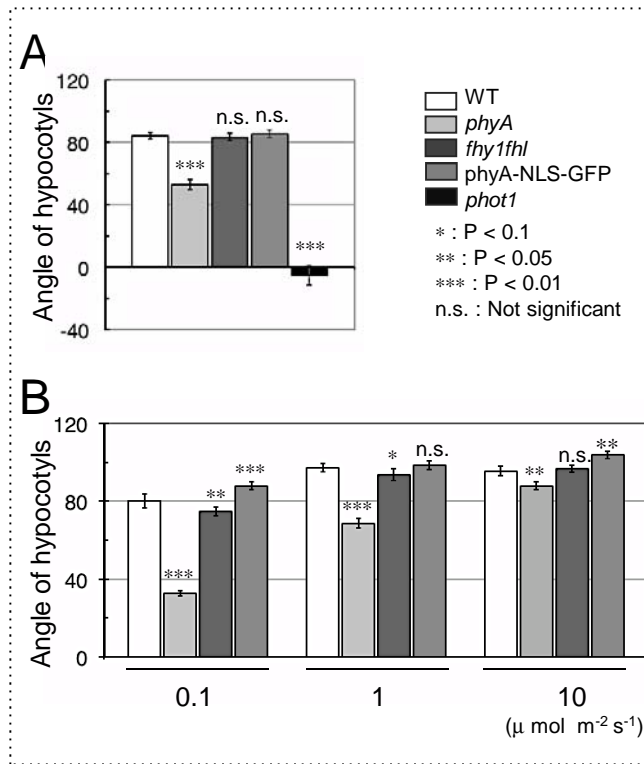 A
120
80
40
0
-40
Angle of hypocotyls
***
n.s.
n.s.
***
WT
phyA
fhy1fhl
phyA-NLS-GFP
phot1
* : P < 0.1
** : P < 0.05
*** : P < 0.01
n.s. : Not significant
B
120
80
40
0
Angle of hypocotyls
***
**
***
***
*
n.s.
**
n.s.
**
0.1
1
10
(μ mol m-2 s-1)